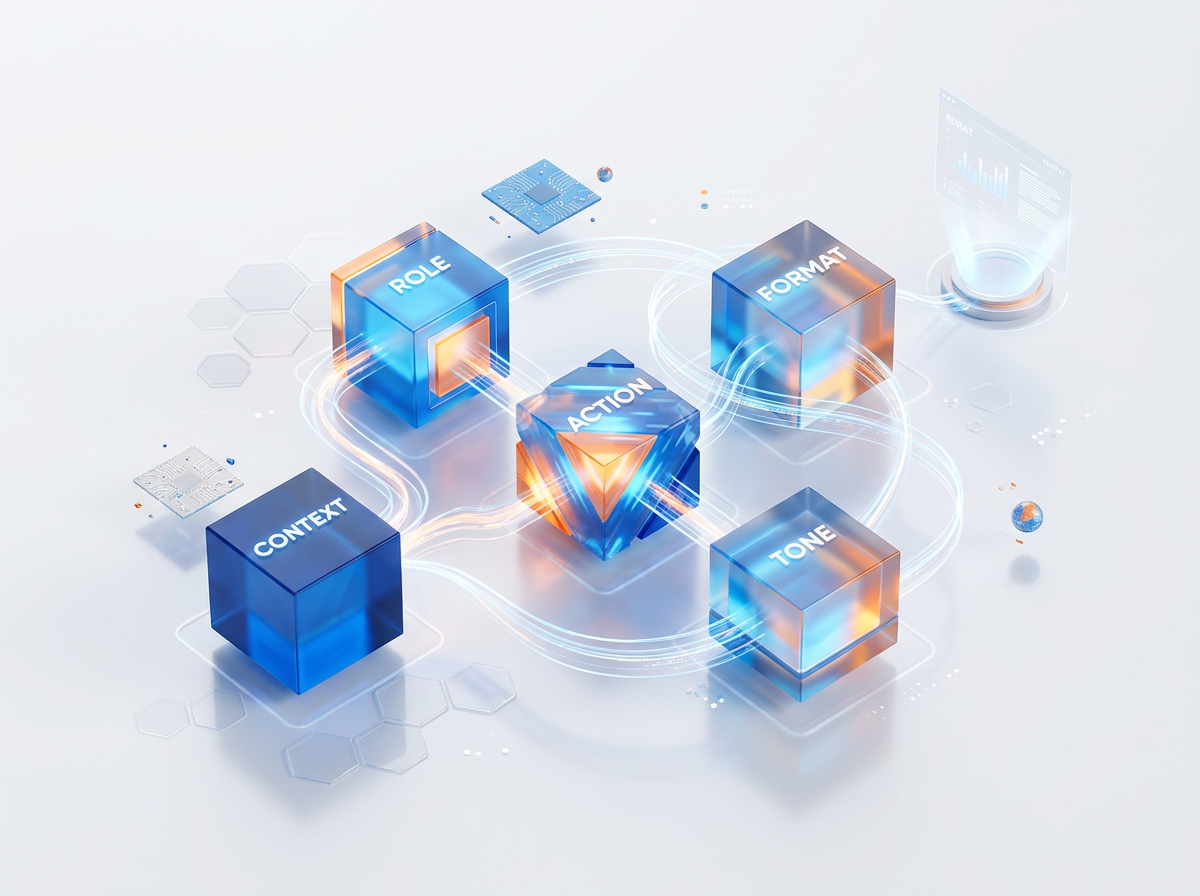 ROLE
FORMAT
ACTION
CONTEXT
TONE